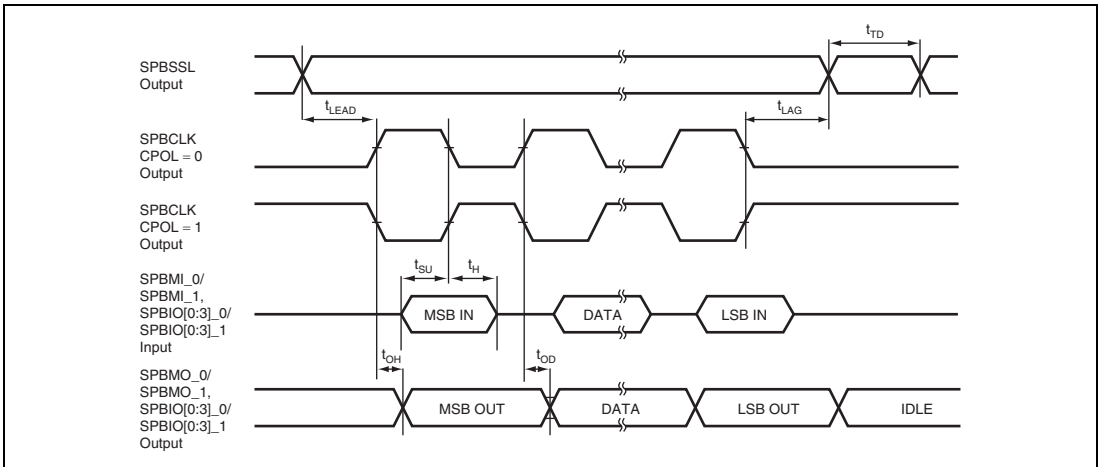 tTD
SPBSSL
Output
tLEAD
tLAG
SPBCLK
CPOL = 0
Output
SPBCLK
CPOL = 1
Output
tSU
tH
SPBMI_0/
SPBMI_1,
SPBIO[0:3]_0/
SPBIO[0:3]_1
Input
MSB IN
DATA
LSB IN
tOH
tOD
SPBMO_0/
SPBMO_1,
SPBIO[0:3]_0/
SPBIO[0:3]_1
Output
MSB OUT
DATA
LSB OUT
IDLE